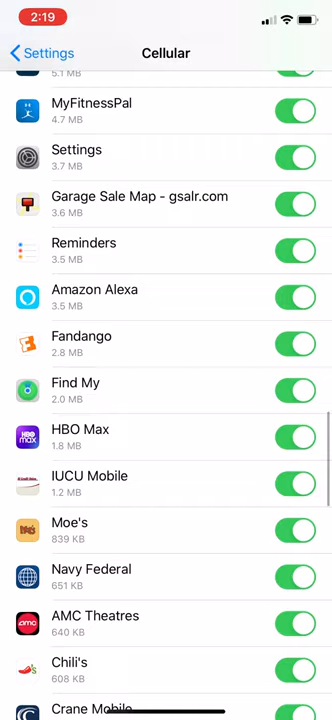 2:19
Settings
Cellular
5.1 MB
MyFitnessPal
4.7 MB
Settings
3.7 MB
Garage Sale Map - gsalr.com
3.6 MB
Reminders
3.5 MB
Amazon Alexa
3.5 MB
Fandango
2.8 MB
Find My
2.0 MB
HBO Max
1.8 MB
IUCU Mobile
1.2 MB
Moe's
839 KB
Navy Federal
651 KB
AMC Theatres
640 KB
Chili's
608 KB
Crane Mobile
HBO
max
amc